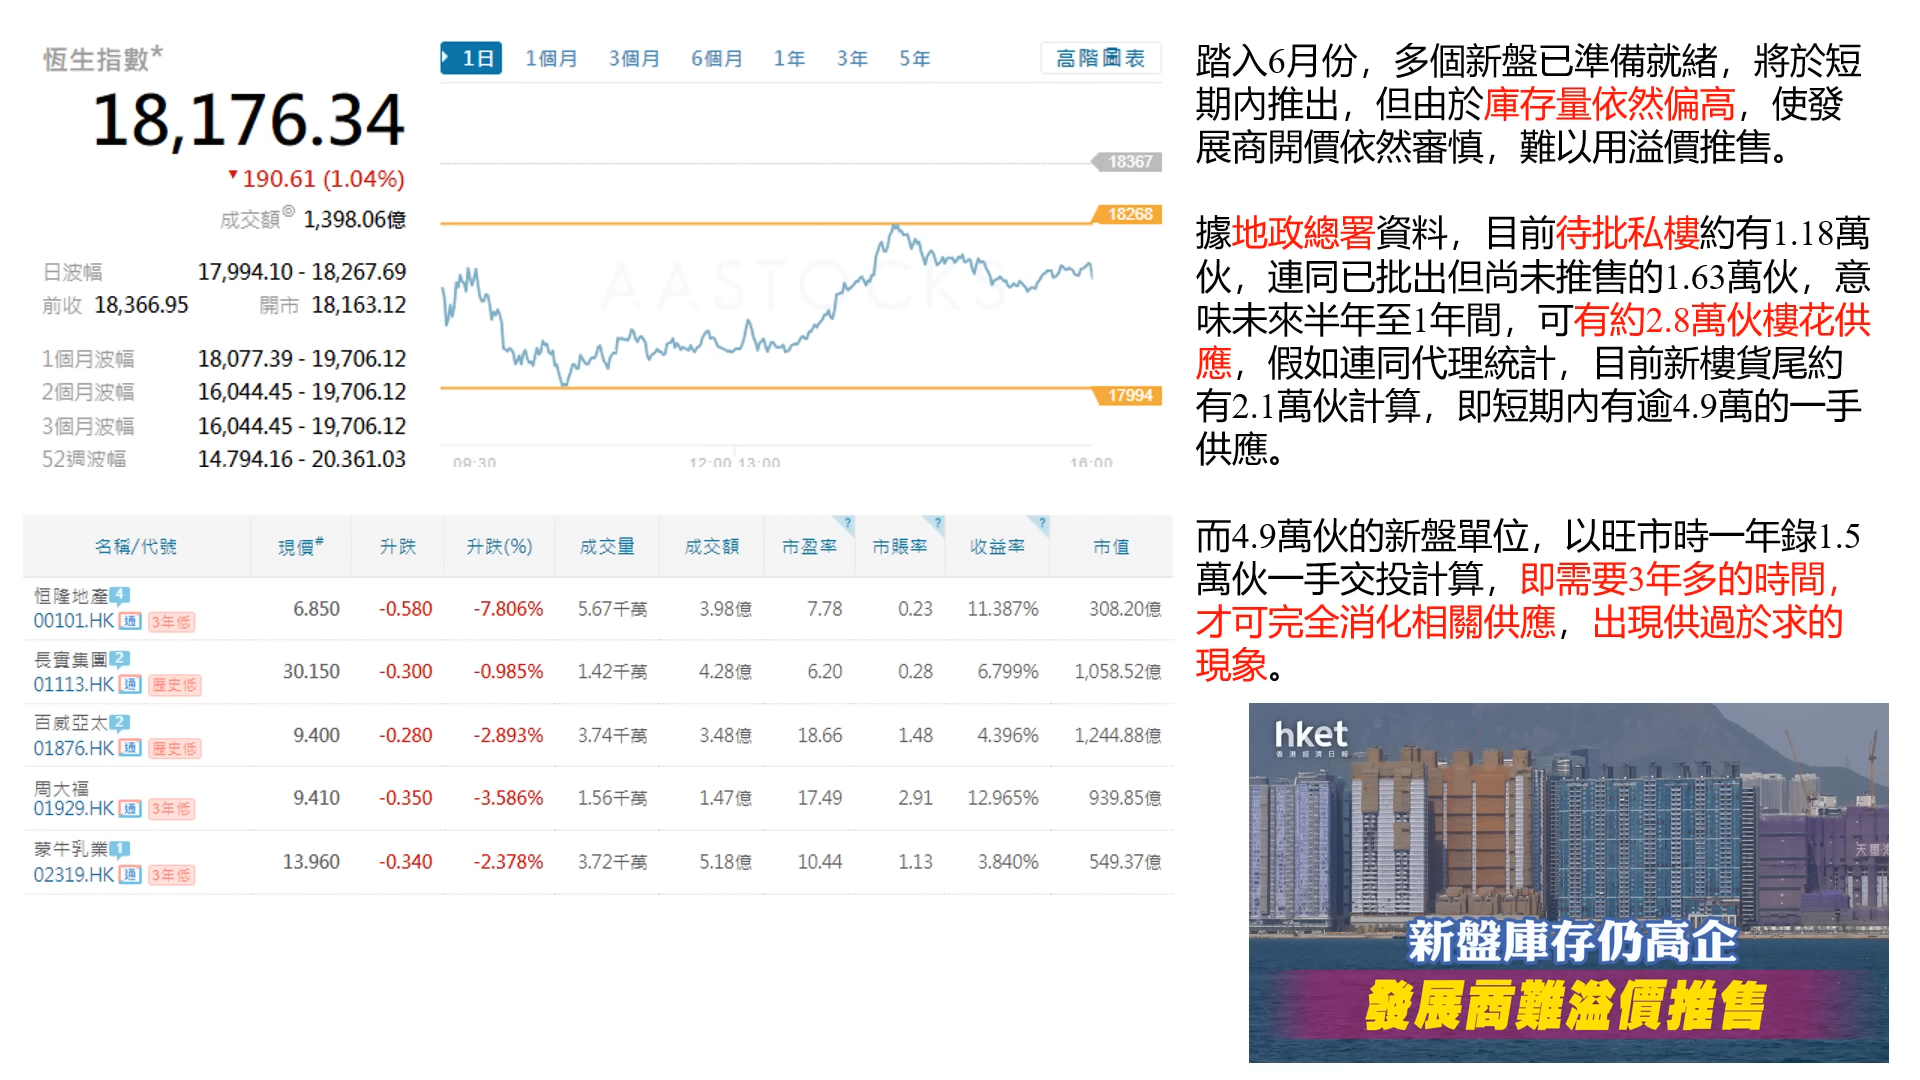 恆生指數*
18,176.34
▼190.61 (1.04%)
成交額◎ 1,398.06億
日波幅 17,994.10 - 18,267.69
前收 18,366.95 開市 18,163.12
1個月波幅 18,077.39 - 19,706.12
2個月波幅 16,044.45 - 19,706.12
3個月波幅 16,044.45 - 19,706.12
52週波幅 14,794.16 - 20,361.03
1日 1個月 3個月 6個月 1年 3年 5年 高階圖表
18367
18268
AASTOCKS
17994
09:30 12:00 13:00 16:00
名稱/代號 現價# 升跌 升跌(%) 成交量 成交額 市盈率 ? 市賬率 ? 收益率 ? 市值
恒隆地產 4
00101.HK 通 3年低 6.850 -0.580 -7.806% 5.67千萬 3.98億 7.78 0.23 11.387% 308.20億
長實集團 2
01113.HK 通 歷史低 30.150 -0.300 -0.985% 1.42千萬 4.28億 6.20 0.28 6.799% 1,058.52億
百威亞太 2
01876.HK 通 歷史低 9.400 -0.280 -2.893% 3.74千萬 3.48億 18.66 1.48 4.396% 1,244.88億
周大福
01929.HK 通 3年低 9.410 -0.350 -3.586% 1.56千萬 1.47億 17.49 2.91 12.965% 939.85億
蒙牛乳業 1
02319.HK 通 3年低 13.960 -0.340 -2.378% 3.72千萬 5.18億 10.44 1.13 3.840% 549.37億
踏入6月份，多個新盤已準備就緒，將於短
期內推出，但由於庫存量依然偏高，使發
展商開價依然審慎，難以用溢價推售。
據地政總署資料，目前待批私樓約有1.18萬
伙，連同已批出但尚未推售的1.63萬伙，意
味未來半年至1年間，可有約2.8萬伙樓花供
應，假如連同代理統計，目前新樓貨尾約
有2.1萬伙計算，即短期內有逾4.9萬的一手
供應。
而4.9萬伙的新盤單位，以旺市時一年錄1.5
萬伙一手交投計算，即需要3年多的時間，
才可完全消化相關供應，出現供過於求的
現象。
hket
香港經濟日報
天璽·海
新盤庫存仍高企
發展商難溢價推售